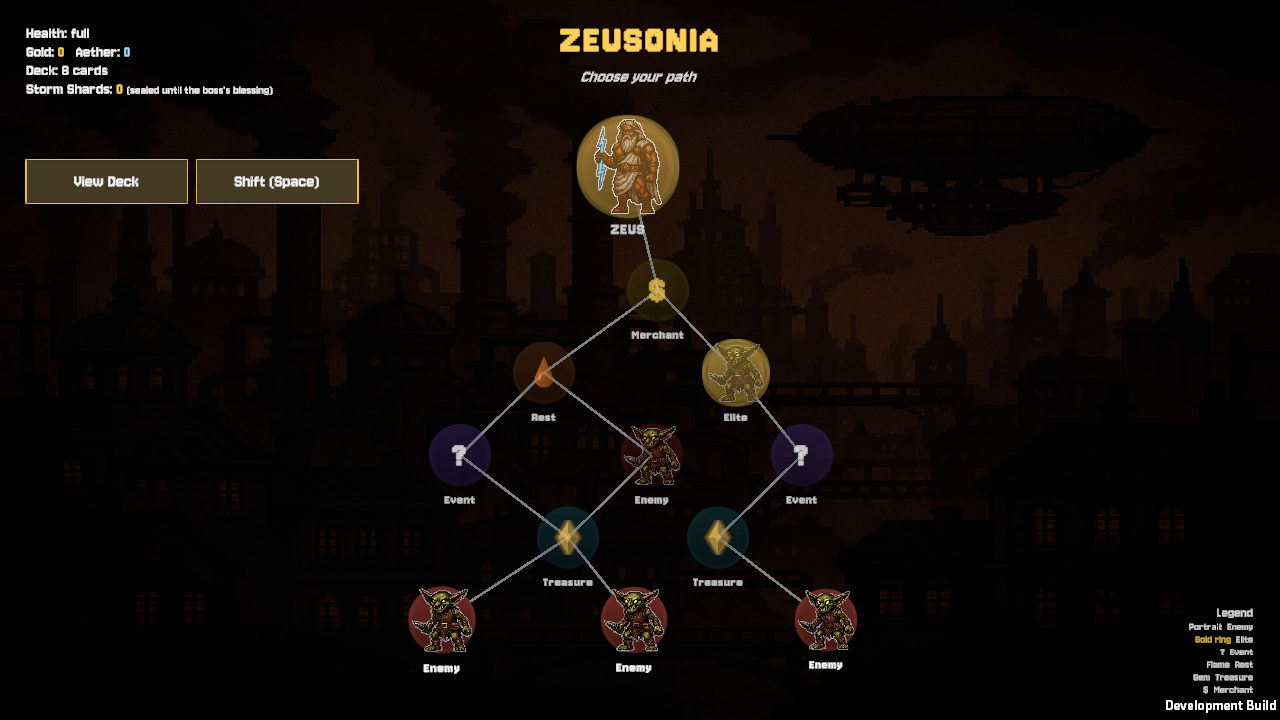 Health: full
Gold: 0 Aether: 0
Deck: 8 cards
Storm Shards: 0 (sealed until the boss's blessing)
ZEUSONIA
Choose your path
View Deck
Shift (Space)
ZEUS
$
Merchant
Rest
Elite
?
Event
Enemy
?
Event
Treasure
Treasure
Enemy
Enemy
Enemy
Legend
Portrait Enemy
Gold ring Elite
? Event
Flame Rest
Gem Treasure
$ Merchant
Development Build